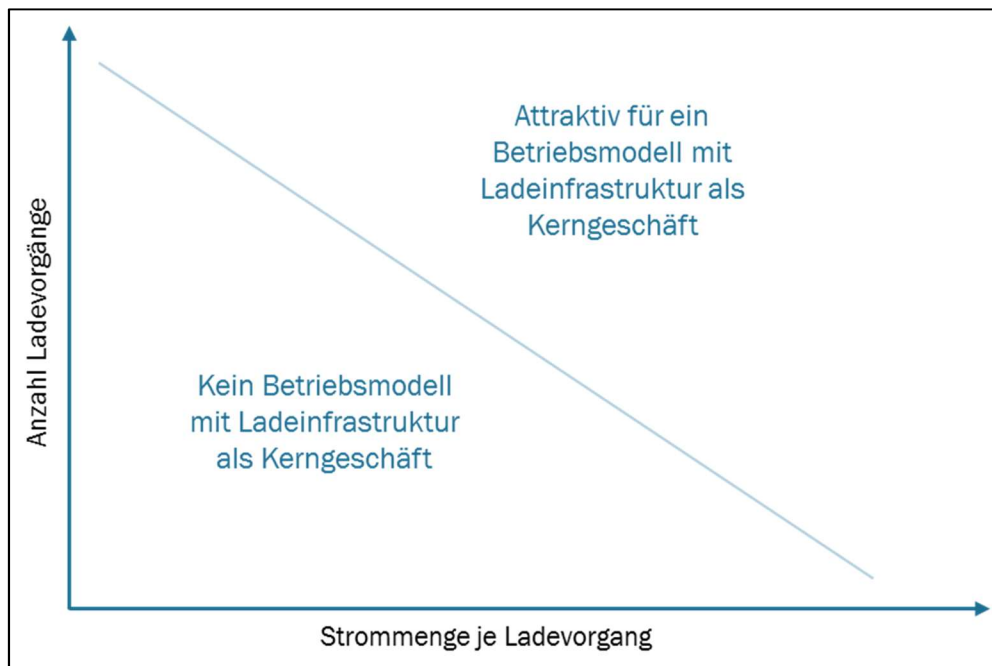 Attraktiv für ein
Betriebsmodell mit
Ladeinfrastruktur als
Kerngeschäft
Anzahl Ladevorgänge
Kein Betriebsmodell
mit Ladeinfrastruktur
als Kerngeschäft
Strommenge je Ladevorgang